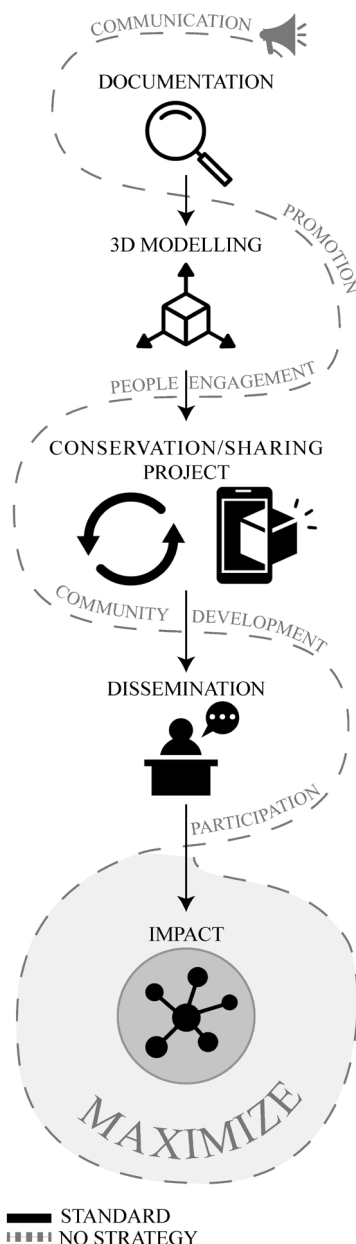 COMMUNICATION
DOCUMENTATION
PROMOTION
3D MODELLING
PEOPLE ENGAGEMENT
CONSERVATION/SHARING
PROJECT
COMMUNITY DEVELOPMENT
DISSEMINATION
PARTICIPATION
IMPACT
MAXIMIZE
STANDARD
NO STRATEGY